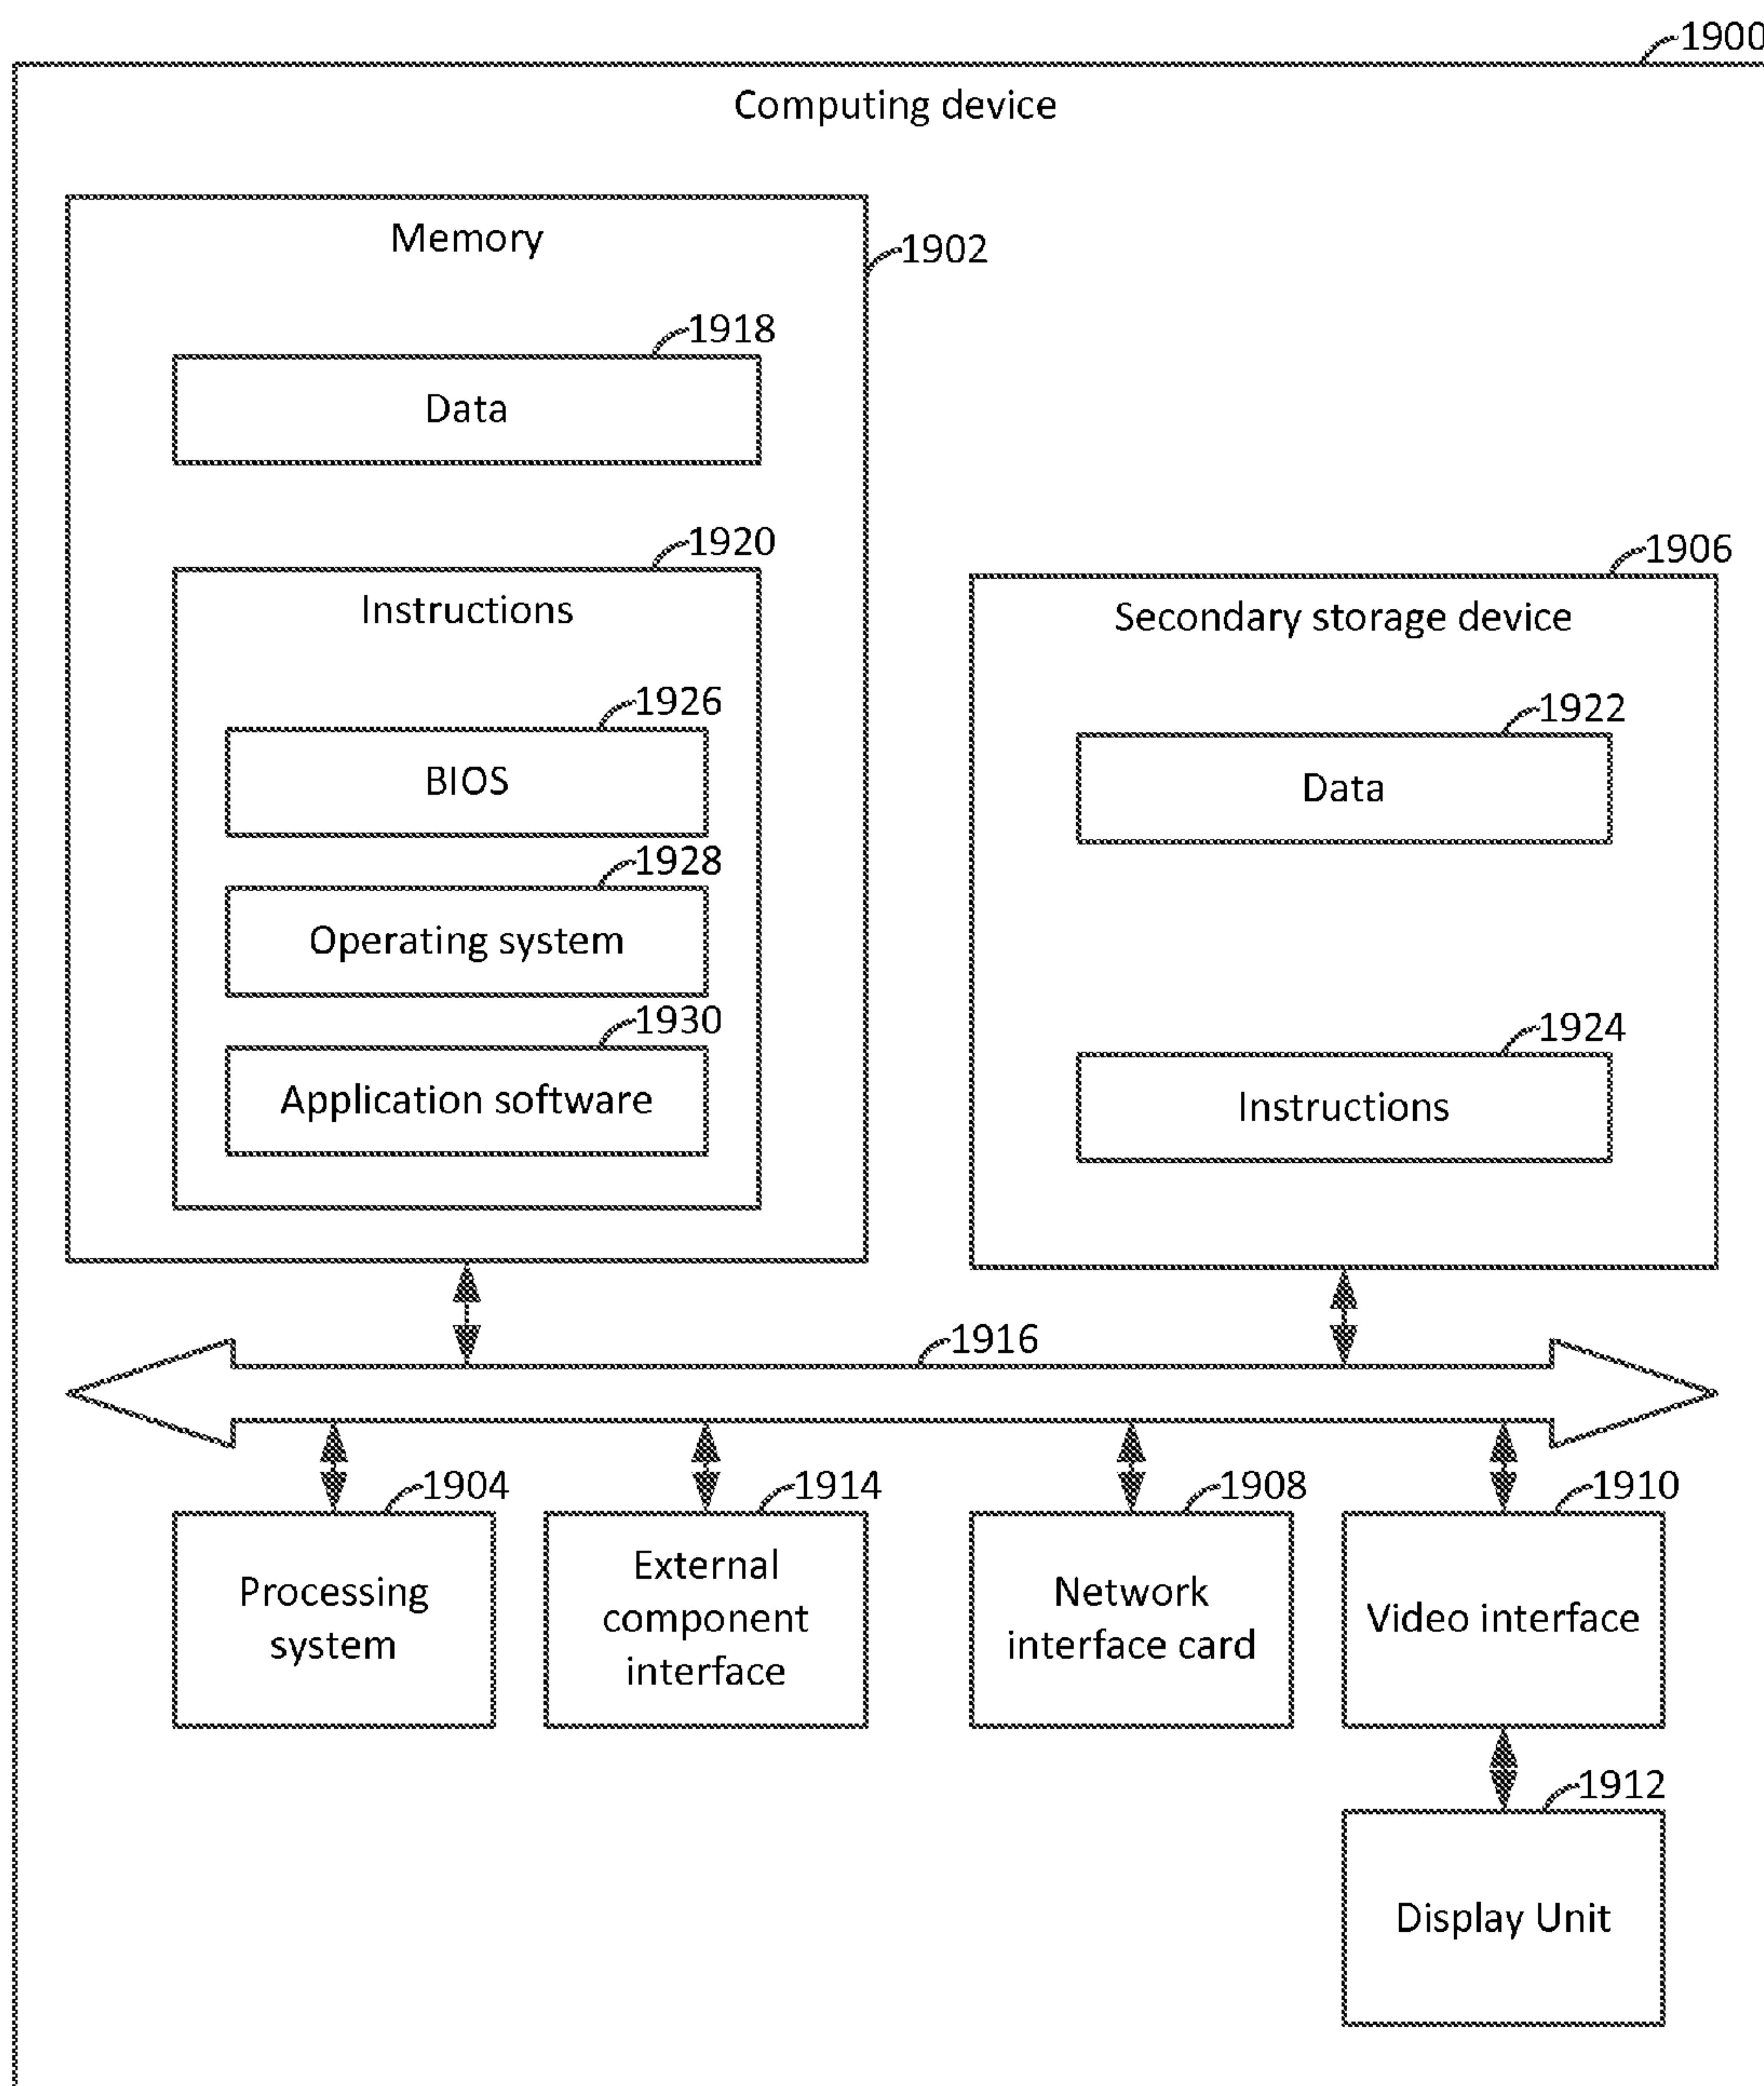 1900
Computing device
Memory
1902
1918
Data
1920
Instructions
1926
BIOS
1928
Operating system
1930
Application software
1906
Secondary storage device
1922
Data
1924
Instructions
1916
1904
Processing
system
1914
External
component
interface
1908
Network
interface card
1910
Video interface
1912
Display Unit